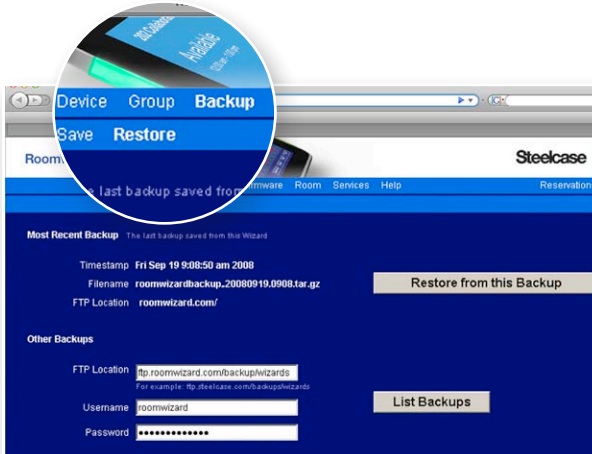 202 Collabora
Available
Device Group Backup
Save Restore
Room
Steelcase
last backup saved from
mware Room Services Help Reservation
Most Recent Backup The last backup saved from this Wizard
Timestamp Fri Sep 19 9:08:50 am 2008
Filename roomwizardbackup..20080919.0908.tar.gz
Restore from this Backup
FTP Location roomwizard.com/
Other Backups
FTP Location ftp.roomwizard.com/backup/wizards
For example: ftp.steelcase.com/backups/wizards
Username roomwizard
List Backups
Password •••••••••••••